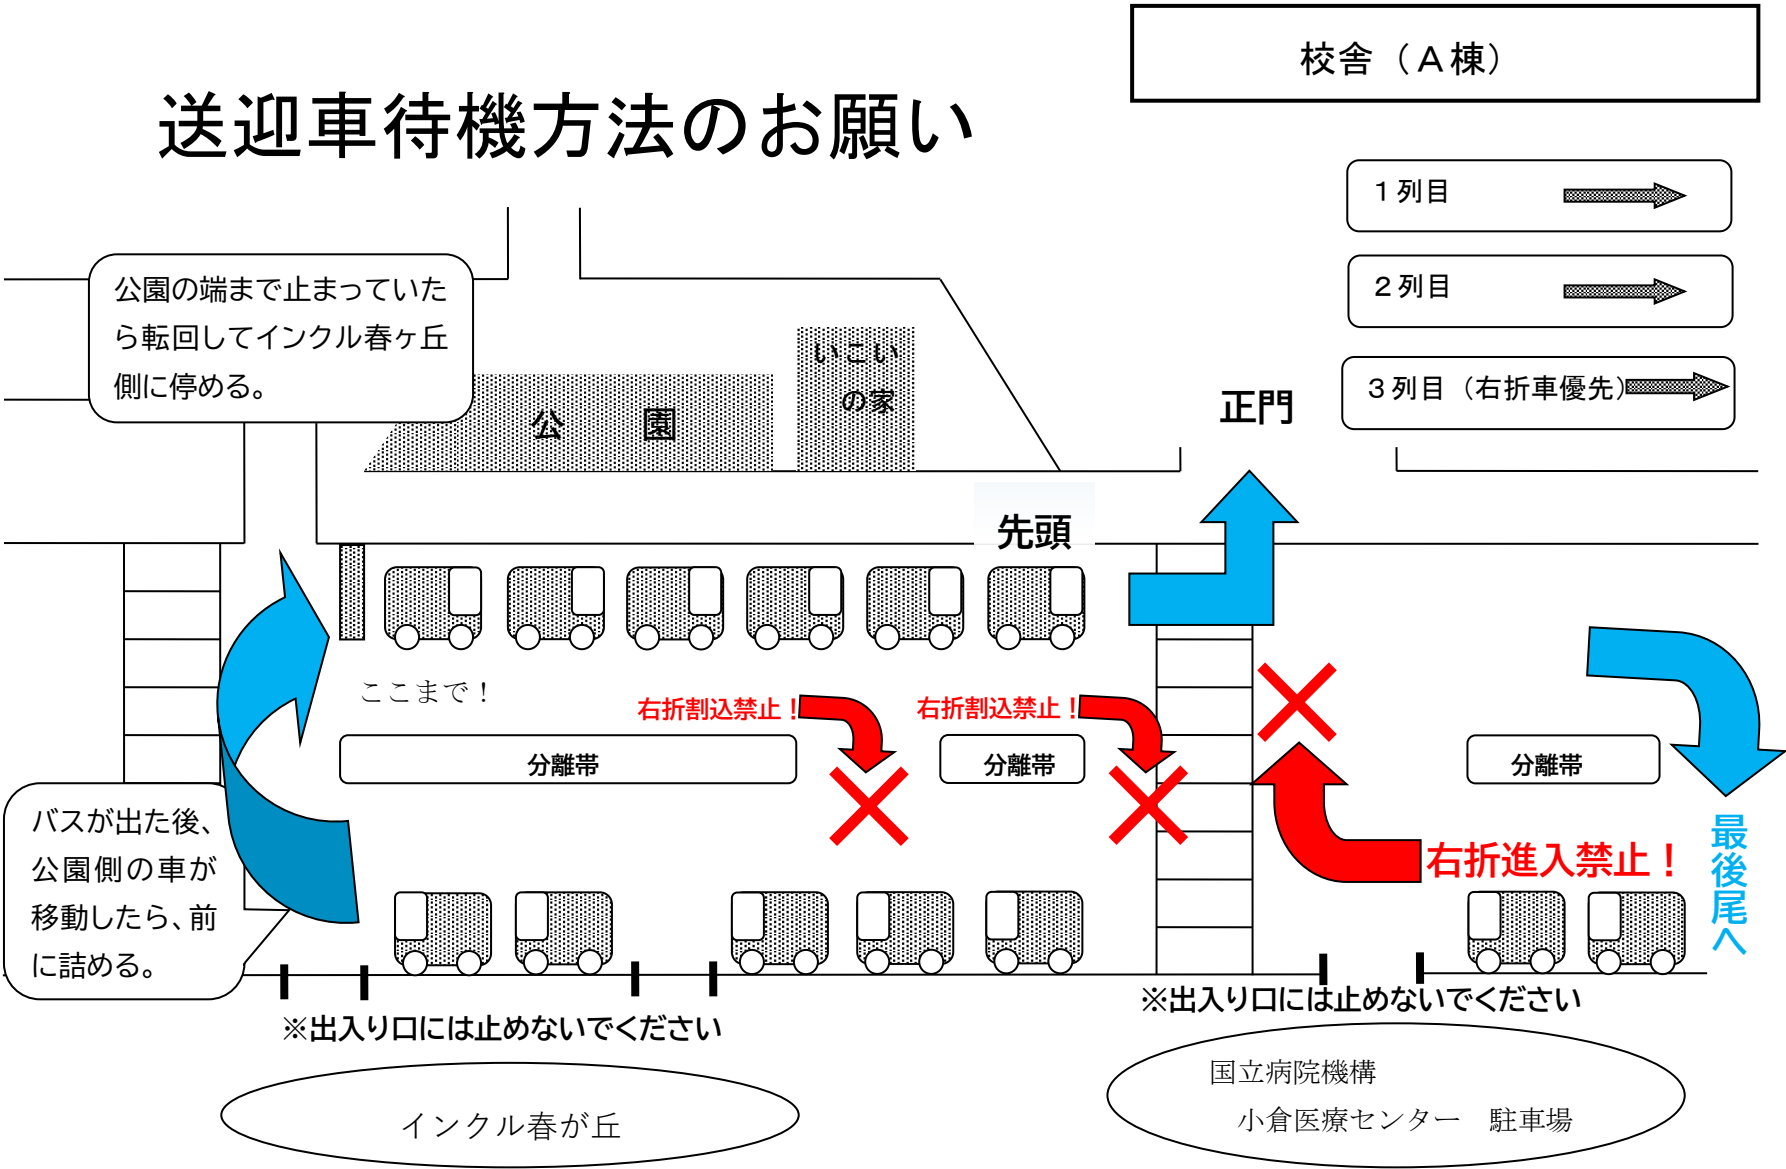 校舎（Ａ棟）
送迎車待機方法のお願い
１列目
２列目
３列目（右折車優先）
公園の端まで止まっていた
ら転回してインクル春ヶ丘
側に停める。
いこい
の家
公　園
正門
先頭
ここまで！
右折割込禁止！
右折割込禁止！
分離帯
分離帯
分離帯
バスが出た後、
公園側の車が
移動したら、前
に詰める。
右折進入禁止！
最後尾へ
※出入り口には止めないでください
※出入り口には止めないでください
インクル春が丘
国立病院機構
小倉医療センター　駐車場